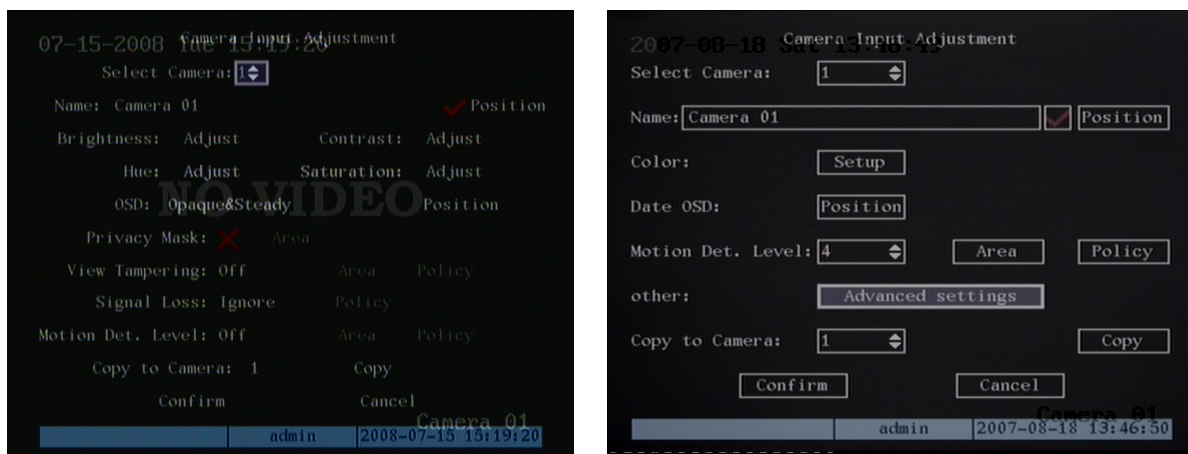 Camera Input Adjustment
07-15-2008 Tue 15:19:20
Select Camera: 1
Name: Camera 01 Position
Brightness: Adjust Contrast: Adjust
Hue: Adjust Saturation: Adjust
NO VIDEO
OSD: Opaque&Steady Position
Privacy Mask: Area
View Tampering: Off Area Policy
Signal Loss: Ignore Policy
Motion Det. Level: Off Area Policy
Copy to Camera: 1 Copy
Confirm Cancel
Camera 01
admin 2008-07-15 15:19:20
Camera Input Adjustment
2007-08-18 Sat
Select Camera: 1
Name: Camera 01 Position
Color: Setup
Date OSD: Position
Motion Det. Level: 4 Area Policy
other: Advanced settings
Copy to Camera: 1 Copy
Confirm Cancel
Camera 01
admin 2007-08-18 13:46:50